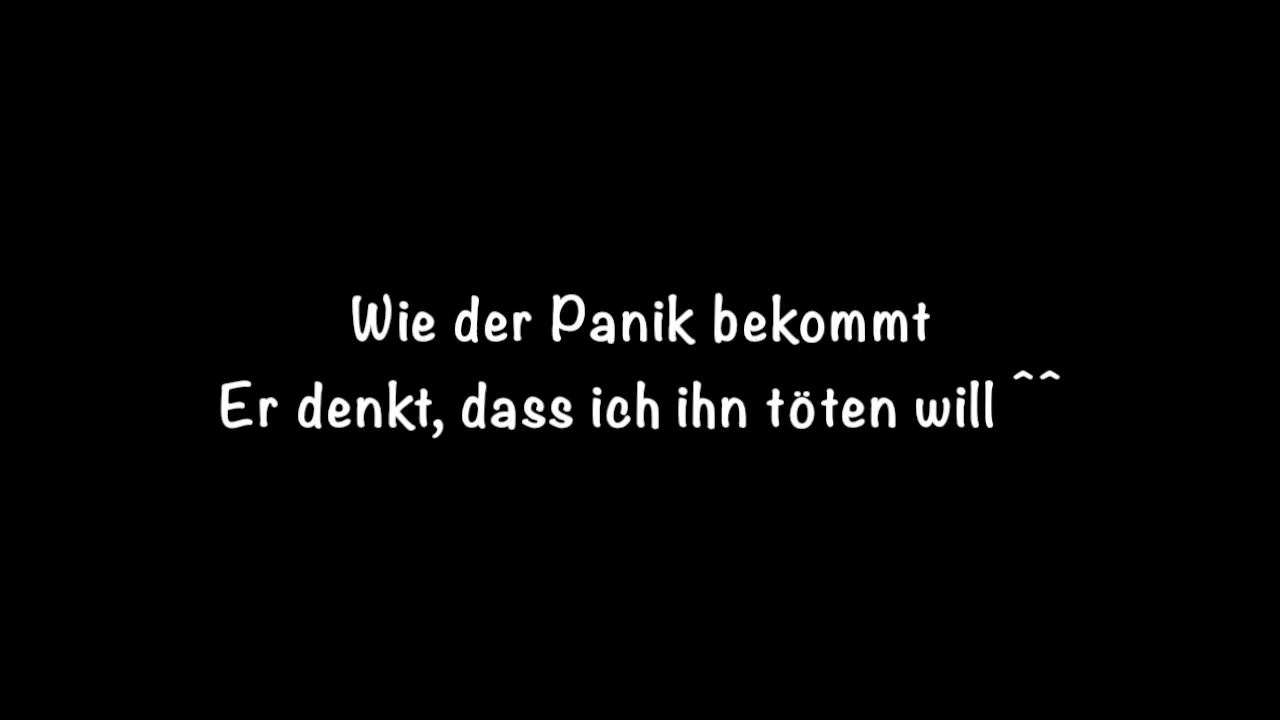 Wie der Panik bekommt
Er denkt, dass ich ihn töten will ^^